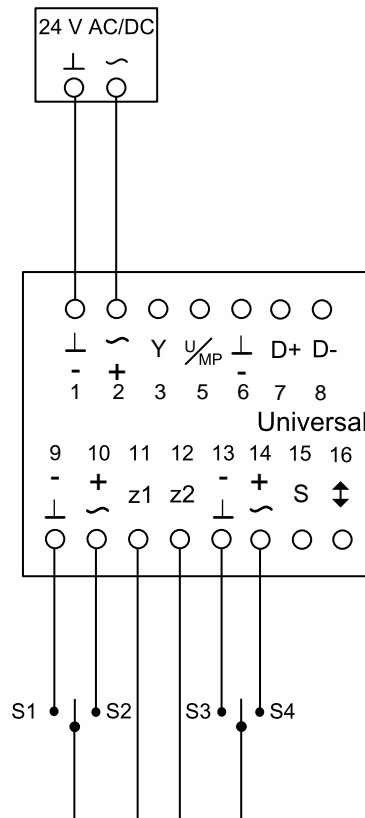 24 V AC/DC
⊥ ~
⊥ ~ Y U/MP ⊥ D+ D-
- + -
1 2 3 5 6 7 8
Universal
9 10 11 12 13 14 15 16
- + z1 z2 - + S ↕
⊥ ~ ⊥ ~
S1 S2 S3 S4